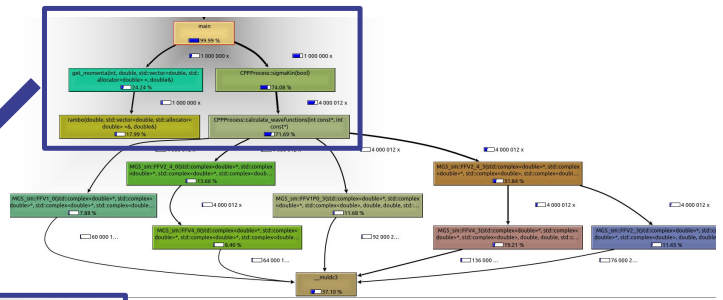 main
99.99 %
1 000 000 x
1 000 000 x
get_momenta(int, double, std::vector<double, std::
allocator<double> >, double&)
24.24 %
CPPProcess::sigmaKin(bool)
74.08 %
1 000 000 x
4 000 012 x
rambo(double, std::vector<double, std::allocator<
double> >&, double&)
17.99 %
CPPProcess::calculate_wavefunctions(int const*, int
const*)
71.69 %
4 000 012 x
4 000 012 x
MG5_sm::FFV2_4_0(std::complex<double>*, std::complex
<double>*, std::complex<double>*, std::complex<doub...
13.66 %
MG5_sm::FFV2_4_3(std::complex<double>*, std::complex
<double>*, std::complex<double>*, std::complex<doub...
31.84 %
MG5_sm::FFV1_0(std::complex<double>*, std::complex<
double>*, std::complex<double>*, std::complex<double...
7.88 %
4 000 012 x
MG5_sm::FFV1P0_3(std::complex<double>*, std::complex
<double>*, std::complex<double>, double, double, std::...
11.68 %
4 000 012 x
4 000 012 x
60 000 1...
MG5_sm::FFV4_0(std::complex<double>*, std::complex<
double>*, std::complex<double>*, std::complex<double...
8.40 %
92 000 2...
MG5_sm::FFV4_3(std::complex<double>*, std::complex<
double>*, std::complex<double>, double, double, std::c...
19.21 %
MG5_sm::FFV2_3(std::complex<double>*, std::co
double>*, std::complex<double>, double, double
11.45 %
64 000 1...
136 000 ...
76 000 2...
__muldc3
37.10 %